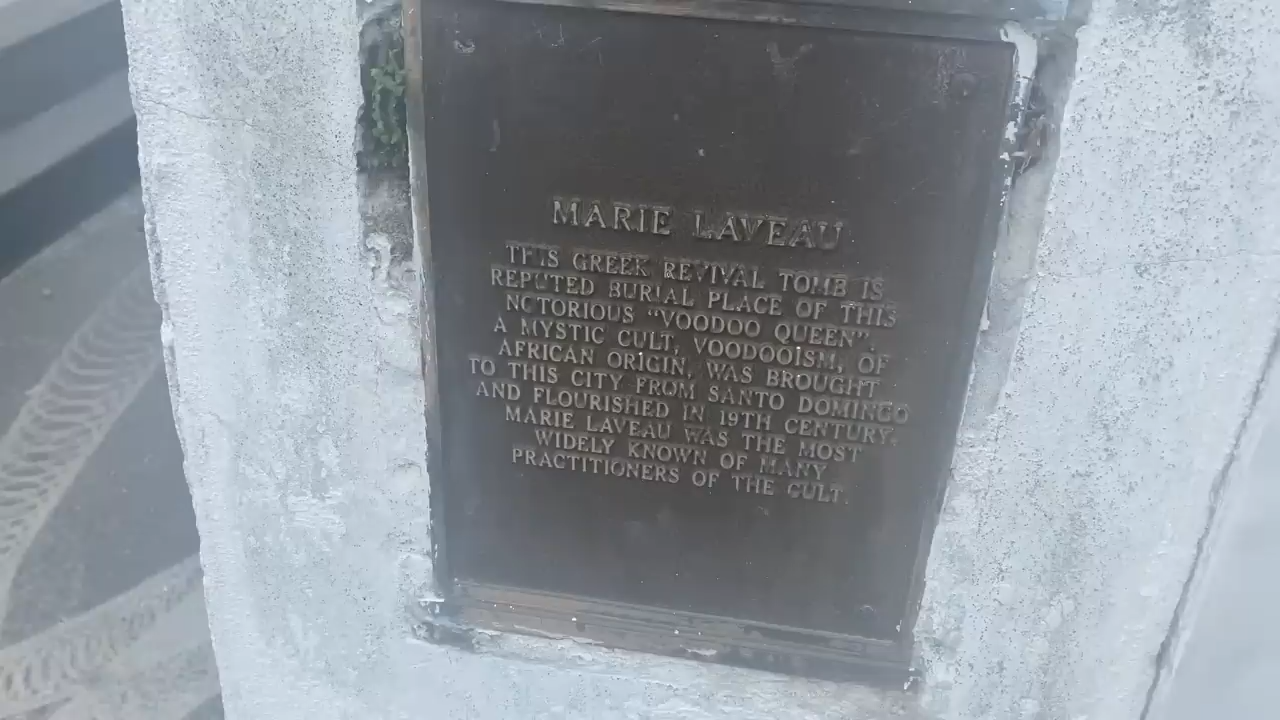 MARIE LAVEAU
THIS GREEK REVIVAL TOMB IS
REPUTED BURIAL PLACE OF THIS
NOTORIOUS "VOODOO QUEEN".
A MYSTIC CULT, VOODOOISM, OF
AFRICAN ORIGIN, WAS BROUGHT
TO THIS CITY FROM SANTO DOMINGO
AND FLOURISHED IN 19TH CENTURY.
MARIE LAVEAU WAS THE MOST
WIDELY KNOWN OF MANY
PRACTITIONERS OF THE CULT.